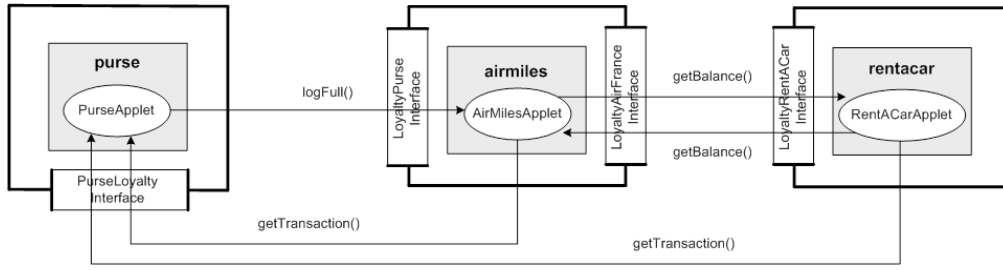 purse
PurseApplet
PurseLoyalty
Interface
logFull()
LoyaltyPurse
Interface
airmiles
AirMilesApplet
LoyaltyAirFrance
Interface
getBalance()
getBalance()
LoyaltyRentACar
Interface
rentacar
RentACarApplet
getTransaction()
getTransaction()